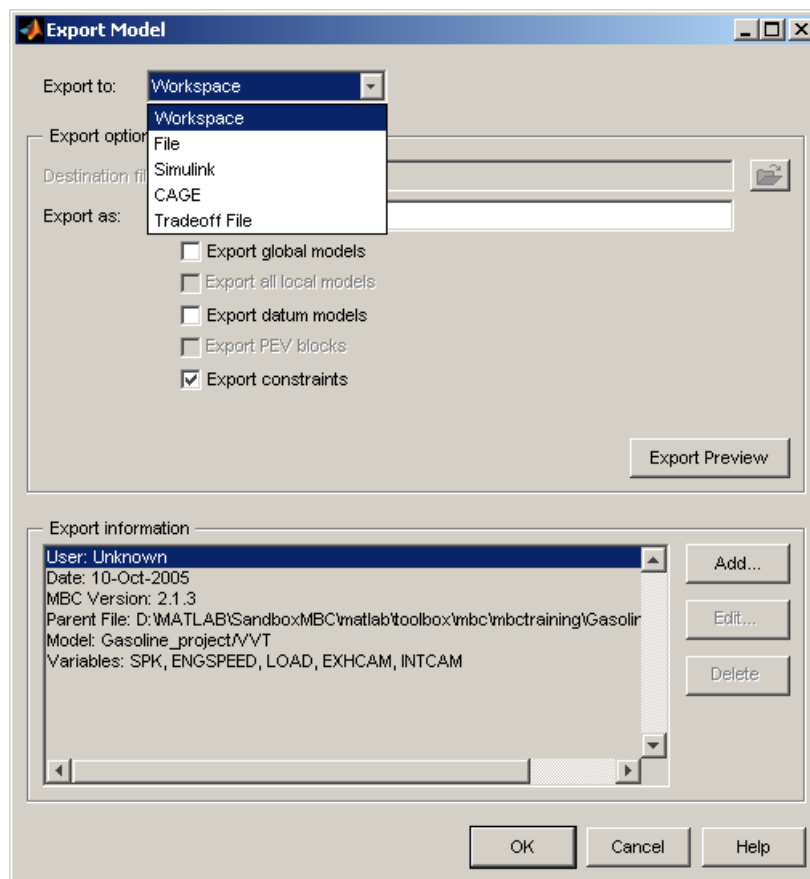 Export Model
Export to: Workspace
Workspace
File
Simulink
CAGE
Tradeoff File
Export option
Destination fil
Export as:
Export global models
Export all local models
Export datum models
Export PEV blocks
Export constraints
Export Preview
Export information
User: Unknown
Date: 10-Oct-2005
MBC Version: 2.1.3
Parent File: D:\MATLAB\SandboxMBC\matlab\toolbox\mbc\mbctraining\Gasolin
Model: Gasoline_project/VVT
Variables: SPK, ENGSPEED, LOAD, EXHCAM, INTCAM
Add...
Edit...
Delete
OK Cancel Help